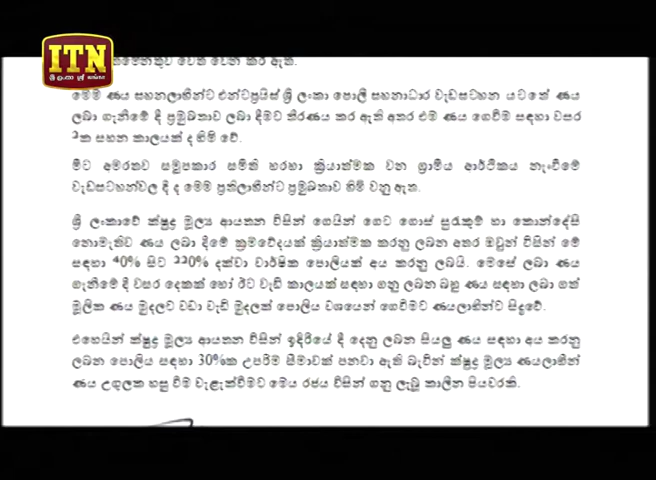 ITN
ශ්‍රී ලංකා ශ්‍රී ශක්තිය
වෙත වෙන් කර ඇත.
මෙම ණය සහනලාභීන්ට එන්ටප්‍රයිස් ශ්‍රී ලංකා පොලී සහනාධාර වැඩසටහන යටතේ ණය
ලබා ගැනීමේ දී ප්‍රමුඛතාව ලබා දීමට තීරණය කර ඇති අතර එම ණය ගෙවීම සඳහා වසර
3ක සහන කාලයක් ද හිමි වේ.
මීට අමරතව සමුපකාර සමිති හරහා ක්‍රියාත්මක වන ග්‍රාමීය ආර්ථිකය නැංවීමේ
වැඩසටහන්වල දී ද මෙම ප්‍රතිලාභීන්ට ප්‍රමුඛතාව හිමි වනු ඇත.
ශ්‍රී ලංකාවේ ක්ෂුද්‍ර මූල්‍ය ආයතන විසින් ගෙයින් ගෙට ගොස් සුරැකුම් හා කොන්දේසි
නොමැතිව ණය ලබා දීමේ ක්‍රමවේදයක් ක්‍රියාත්මක කරනු ලබන අතර ඔවුන් විසින් මේ
සඳහා 40% සිට 220% දක්වා වාර්ෂික පොලියක් අය කරනු ලබයි. මෙසේ ලබා ණය
ගැනීමේ දී වසර දෙකක් හෝ ඊට වැඩි කාලයක් සඳහා ගනු ලබන බහු ණය සඳහා ලබා ගත්
මූලික ණය මුදලට වඩා වැඩි මුදලක් පොලිය වශයෙන් ගෙවීමට ණයලාභීන්ට සිදුවේ.
එහෙයින් ක්ෂුද්‍ර මූල්‍ය ආයතන විසින් ඉදිරියේ දී දෙනු ලබන සියලු ණය සඳහා අය කරනු
ලබන පොලිය සඳහා 30%ක උපරිම සීමාවක් පනවා ඇති බැවින් ක්ෂුද්‍ර මූල්‍ය ණයලාභීන්
ණය උගුලක හසු වීම වැළැක්වීමට මෙය රජය විසින් ගනු ලැබූ කාලීන පියවරකි.